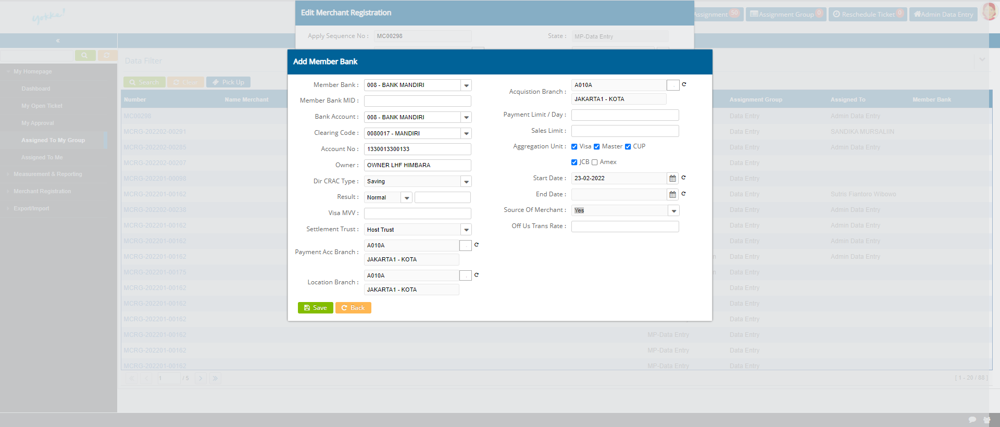 yokke!
Edit Merchant Registration
Assignment 50
Assignment Group 0
Reschedule Ticket 0
Admin Data Entry
Apply Sequence No : MC00298
State : MP-Data Entry
Data Filter
Search Clear Pick Up
My Homepage
Dashboard
My Open Ticket
My Approval
Assigned To My Group
Assigned To Me
Measurement & Reporting
Merchant Registration
Export/Import
Number Name Merchant Assignment Group Assigned To Member Bank
MC00298 Data Entry Admin Data Entry
MCRG-202202-00291 Data Entry SANDIKA MURSALIIN
MCRG-202202-00285 Data Entry Admin Data Entry
MCRG-202202-00207 Data Entry
MCRG-202201-00098 Data Entry
MCRG-202201-00162 Data Entry Sutris Fiantoro Wibowo
MCRG-202202-00238 Data Entry Admin Data Entry
MCRG-202201-00162 Data Entry Admin Data Entry
MCRG-202201-00162 Data Entry Admin Data Entry
MCRG-202201-00162 n Data Entry Admin Data Entry
MCRG-202201-00175 n Data Entry
MCRG-202201-00162 Data Entry
MCRG-202201-00162 Data Entry
MCRG-202201-00162 Data Entry
MCRG-202201-00162 MP-Data Entry Data Entry
MCRG-202201-00162 MP-Data Entry Data Entry
MCRG-202201-00162 MP-Data Entry Data Entry
1 / 5
[ 1 - 20 / 88 ]
Add Member Bank
Member Bank : 008 - BANK MANDIRI
Member Bank MID :
Bank Account : 008 - BANK MANDIRI
Clearing Code : 0080017 - MANDIRI
Account No : 1330013300133
Owner : OWNER LHF HIMBARA
Dir CRAC Type : Saving
Result : Normal
Visa MVV :
Settlement Trust : Host Trust
Payment Acc Branch : A010A
JAKARTA1 - KOTA
Location Branch : A010A
JAKARTA1 - KOTA
Acquistion Branch : A010A
JAKARTA1 - KOTA
Payment Limit / Day :
Sales Limit :
Aggregation Unit : Visa Master CUP
JCB Amex
Start Date : 23-02-2022
End Date :
Source Of Merchant : Yes
Off Us Trans Rate :
Save Back